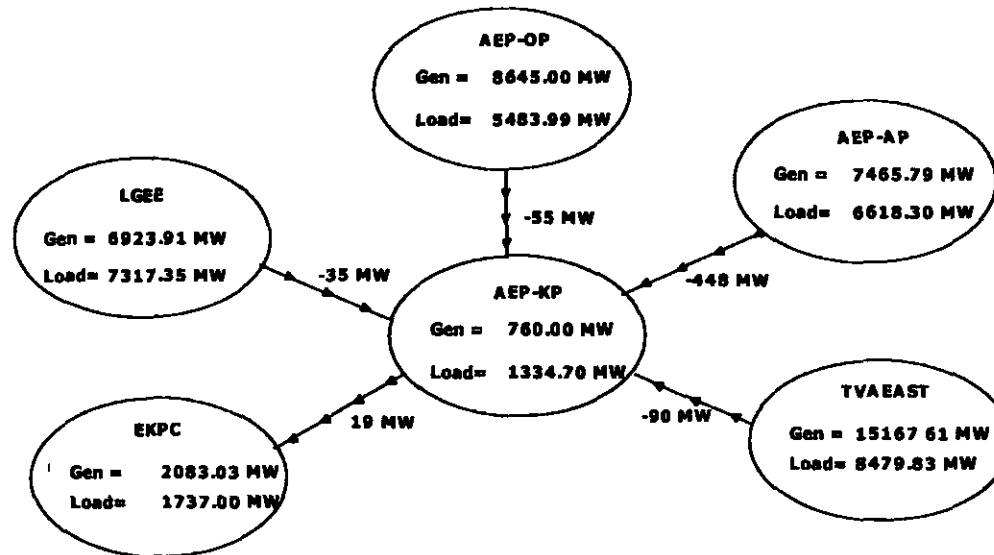 AEP-OP
Gen = 8645.00 MW
Load= 5483.99 MW
AEP-AP
Gen = 7465.79 MW
Load= 6618.30 MW
LGEE
Gen = 6923.91 MW
Load= 7317.35 MW
-55 MW
-35 MW
-448 MW
AEP-KP
Gen = 760.00 MW
Load= 1334.70 MW
TVAEAST
Gen = 15167 61 MW
Load= 8479.83 MW
-90 MW
19 MW
EKPC
Gen = 2083.03 MW
Load= 1737.00 MW